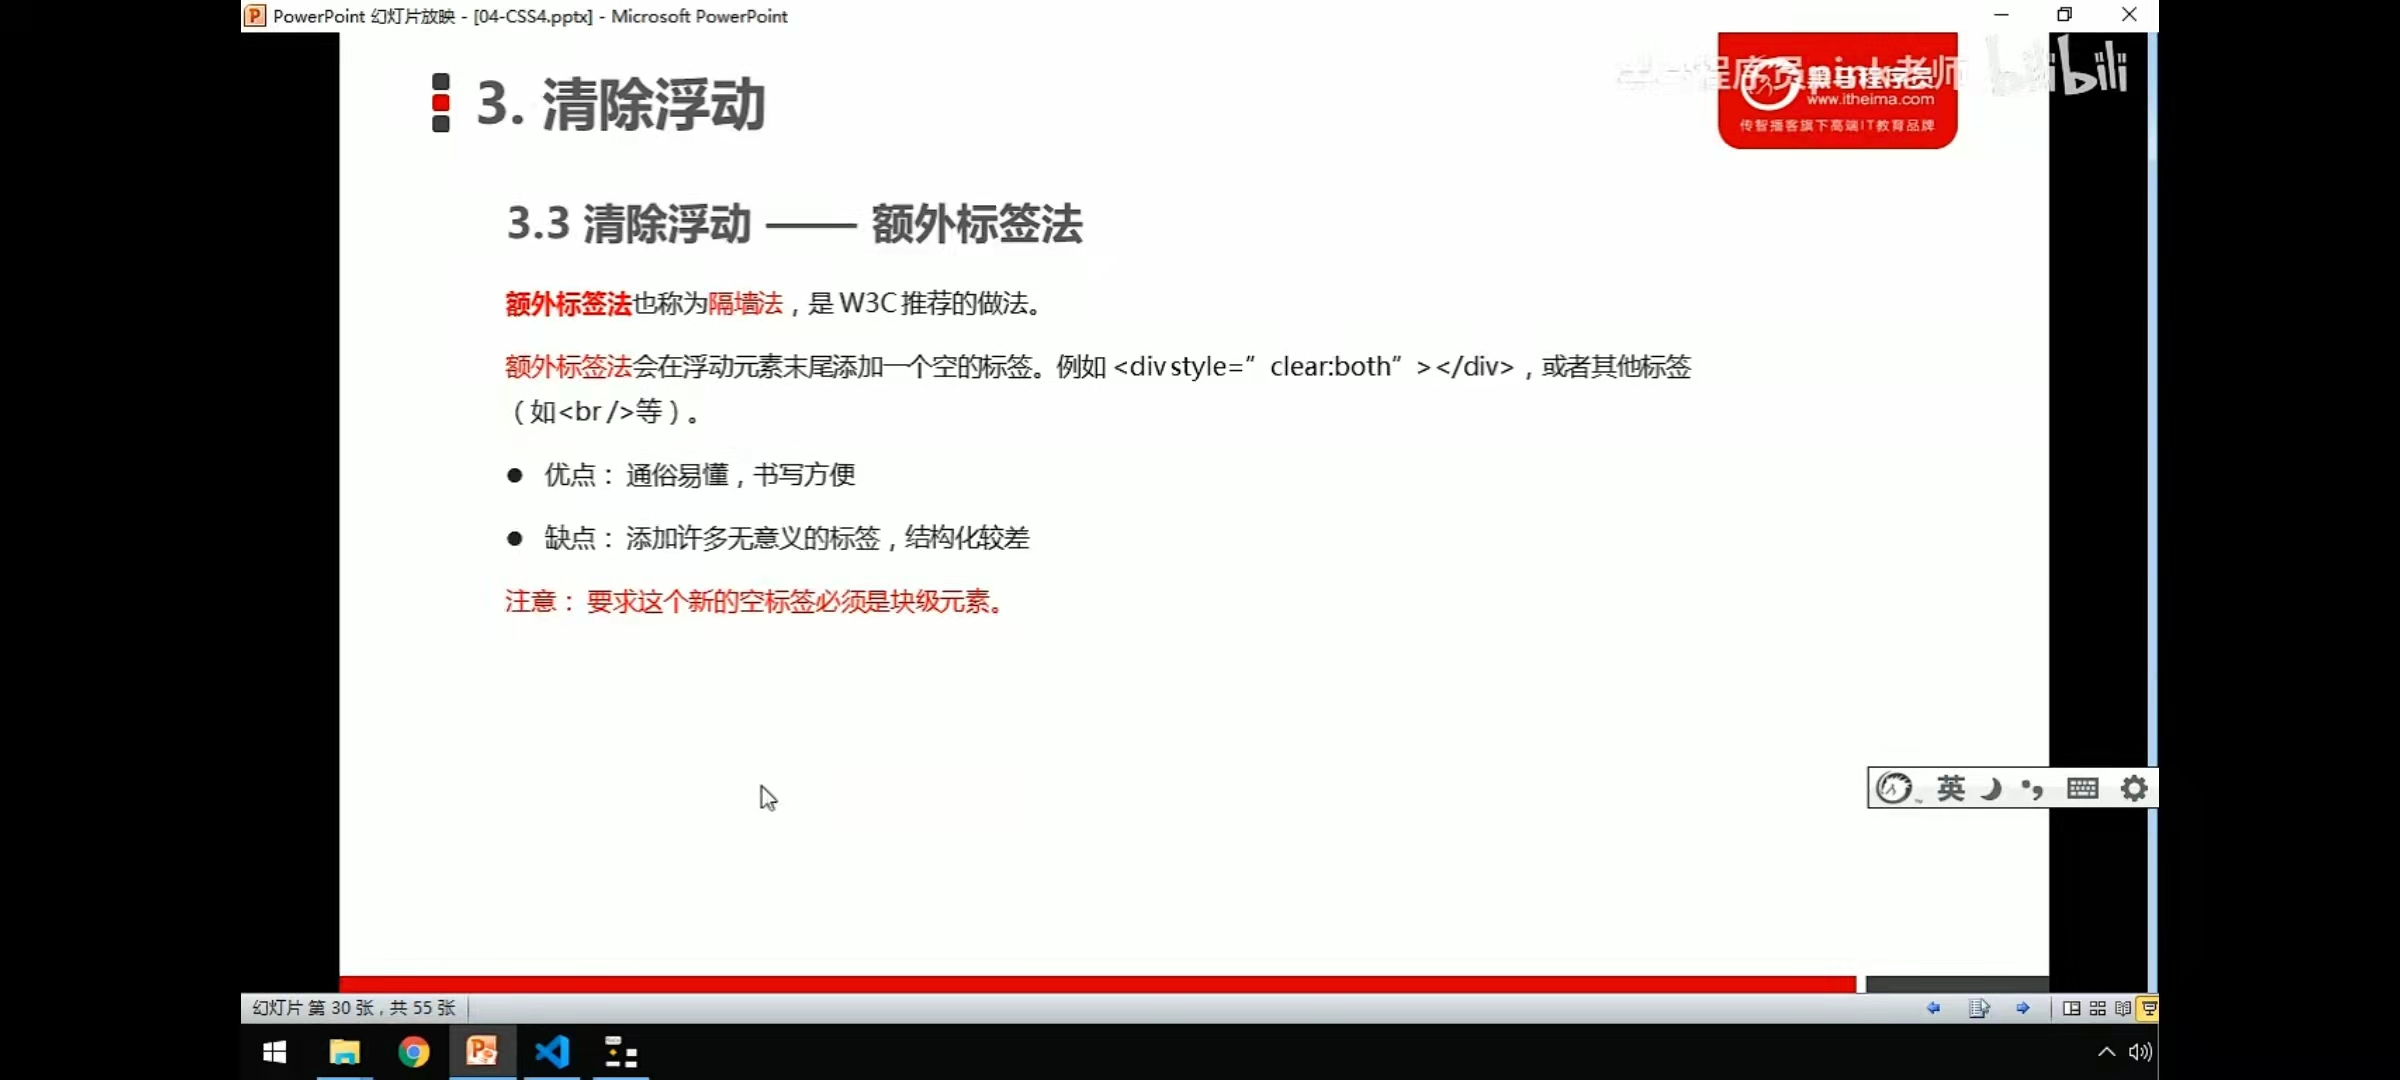 PowerPoint 幻灯片放映 - [04-CSS4.pptx] - Microsoft PowerPoint
3. 清除浮动
程序员pink老师 bilibili
www.itheima.com
传智播客旗下高端IT教育品牌
3.3 清除浮动 —— 额外标签法
额外标签法也称为隔墙法，是 W3C 推荐的做法。
额外标签法会在浮动元素末尾添加一个空的标签。例如 <div style=” clear:both” ></div>，或者其他标签
（如<br />等）。
● 优点： 通俗易懂，书写方便
● 缺点： 添加许多无意义的标签，结构化较差
注意： 要求这个新的空标签必须是块级元素。
英
幻灯片 第 30 张，共 55 张